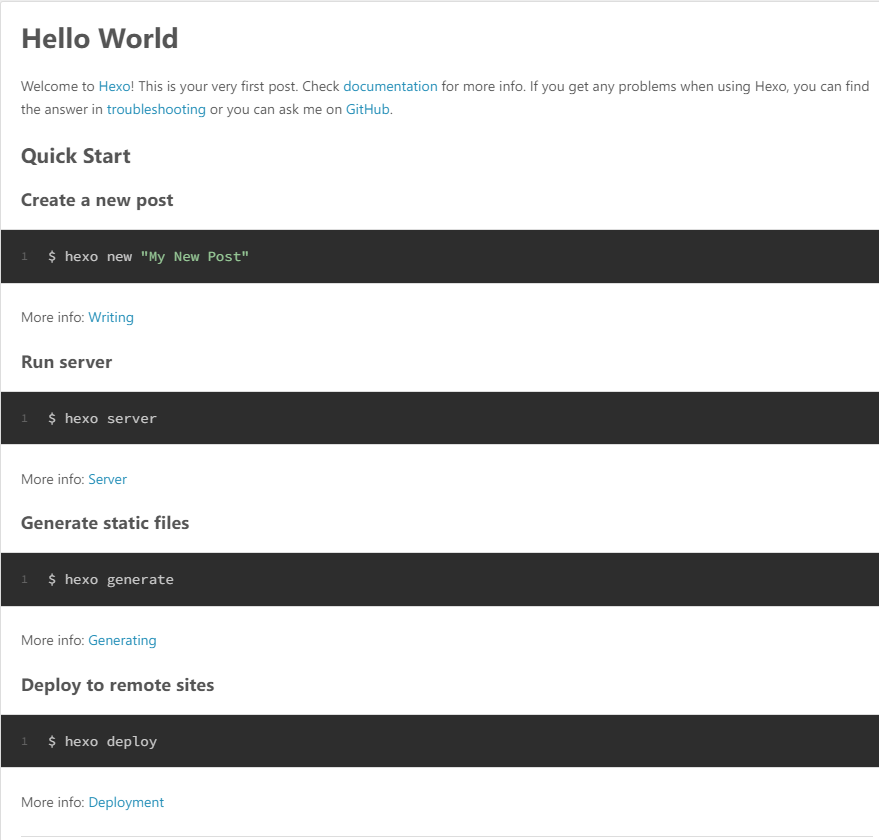 Hello World
Welcome to Hexo! This is your very first post. Check documentation for more info. If you get any problems when using Hexo, you can find
the answer in troubleshooting or you can ask me on GitHub.
Quick Start
Create a new post
1 $ hexo new "My New Post"
More info: Writing
Run server
1 $ hexo server
More info: Server
Generate static files
1 $ hexo generate
More info: Generating
Deploy to remote sites
1 $ hexo deploy
More info: Deployment